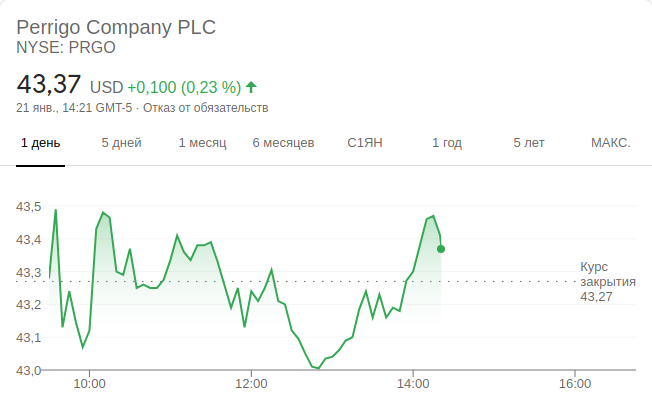 Perrigo Company PLC
NYSE: PRGO
43,37 USD +0,100 (0,23 %)
21 янв., 14:21 GMT-5 · Отказ от обязательств
1 день 5 дней 1 месяц 6 месяцев С1ЯН 1 год 5 лет МАКС.
43,5
43,4
43,3
43,2
43,1
43,0
Курс
закрытия
43,27
10:00 12:00 14:00 16:00